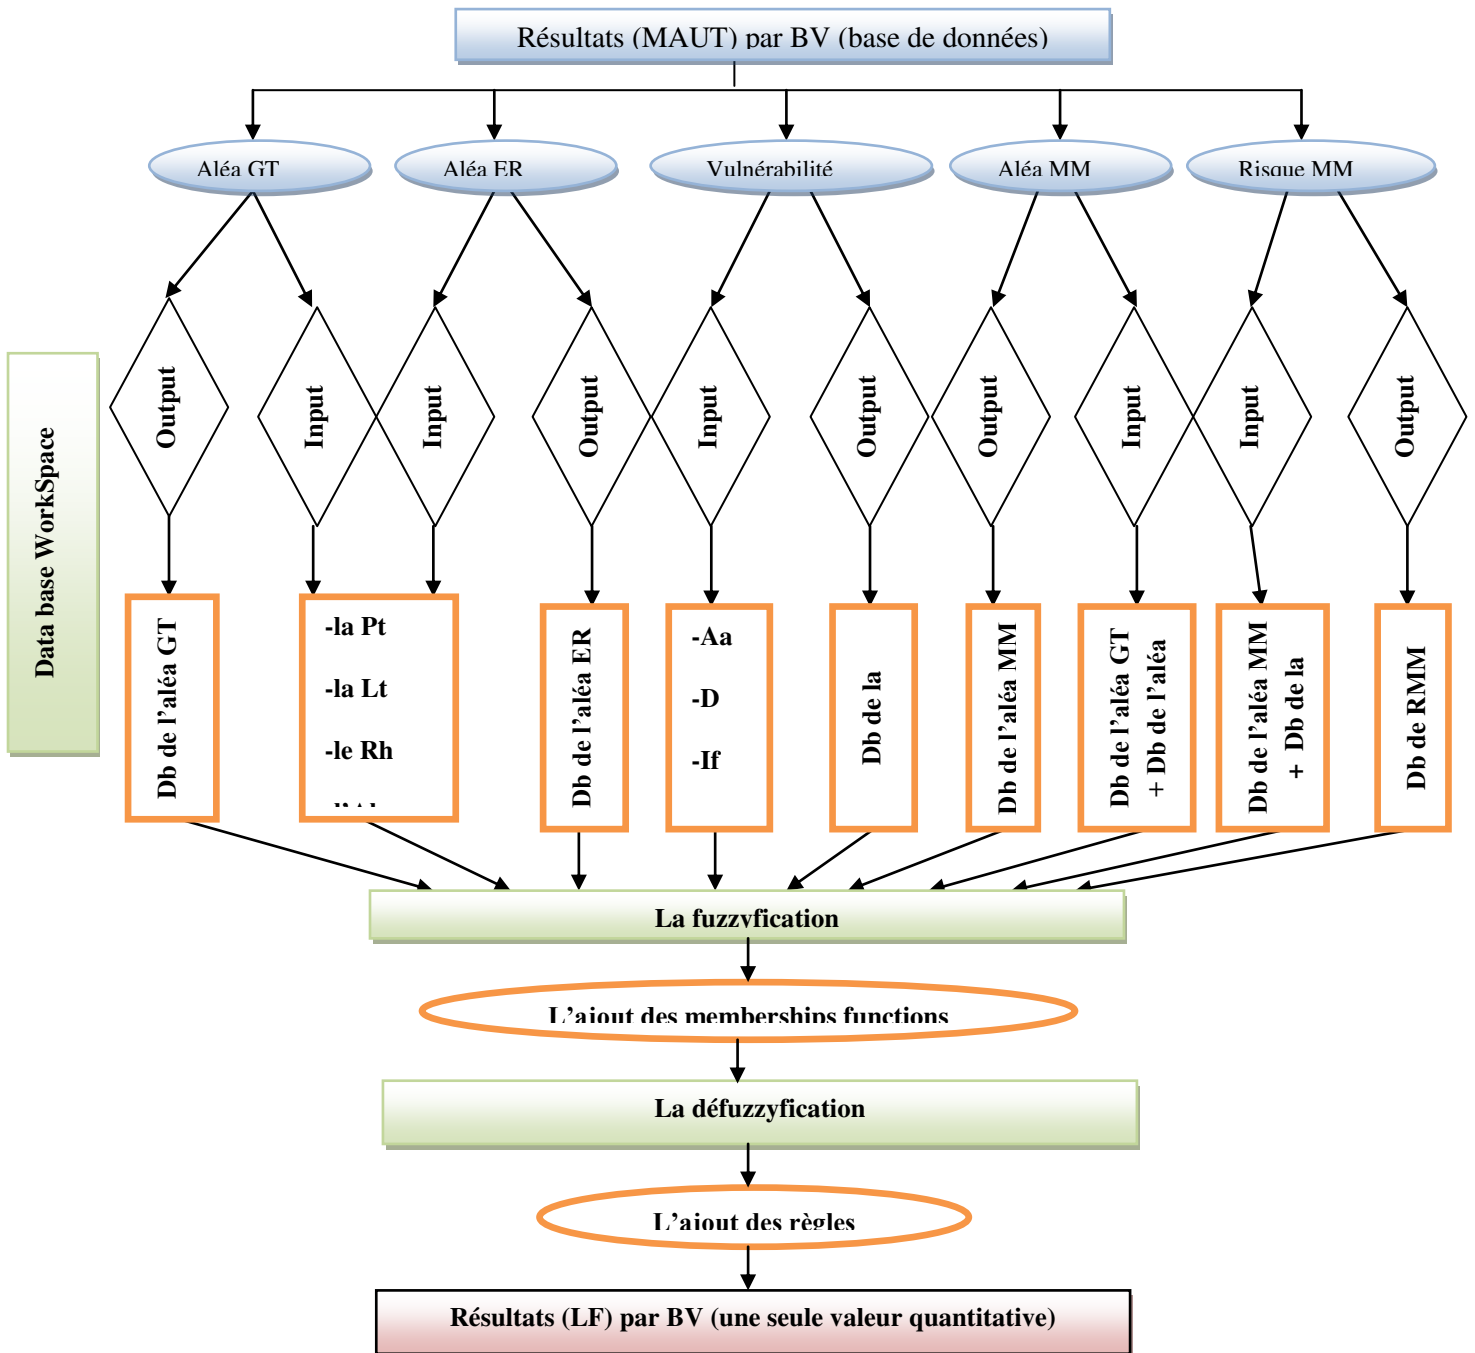 Résultats (MAUT) par BV (base de données)
Aléa GT
Aléa ER
Vulnérabilité
Aléa MM
Risque MM
Data base WorkSpace
Output
Input
Input
Output
Input
Output
Output
Input
Input
Output
Db de l'aléa GT
-la Pt
-la Lt
-le Rh
Db de l'aléa ER
-Aa
-D
-If
Db de la
Db de l'aléa MM
Db de l'aléa GT
+ Db de l'aléa
Db de l'aléa MM
+ Db de la
Db de RMM
La fuzzyfication
L'ajout des memberships functions
La défuzzyfication
L'ajout des règles
Résultats (LF) par BV (une seule valeur quantitative)